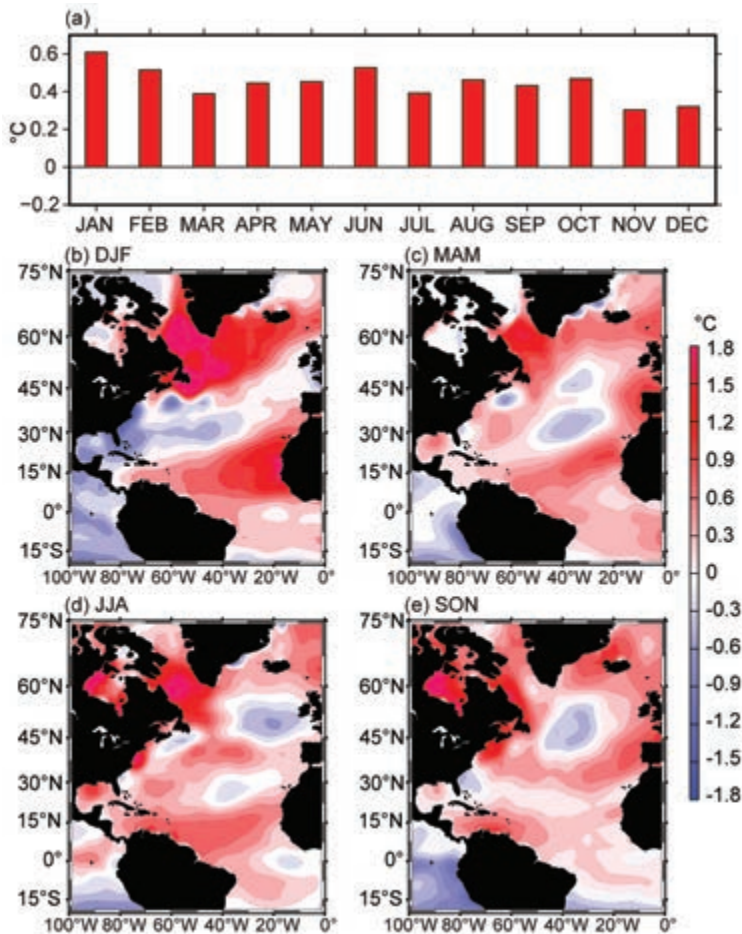 (a)
0.6
0.4
0.2
0
−0.2
°C
JAN FEB MAR APR MAY JUN JUL AUG SEP OCT NOV DEC
(b) DJF
75°N
60°N
45°N
30°N
15°N
0°
15°S
100°W 80°W 60°W 40°W 20°W 0°
(c) MAM
75°N
60°N
45°N
30°N
15°N
0°
15°S
100°W 80°W 60°W 40°W 20°W 0°
°C
1.8
1.5
1.2
0.9
0.6
0.3
0
-0.3
-0.6
-0.9
-1.2
-1.5
-1.8
(d) JJA
75°N
60°N
45°N
30°N
15°N
0°
15°S
100°W 80°W 60°W 40°W 20°W 0°
(e) SON
75°N
60°N
45°N
30°N
15°N
0°
15°S
100°W 80°W 60°W 40°W 20°W 0°